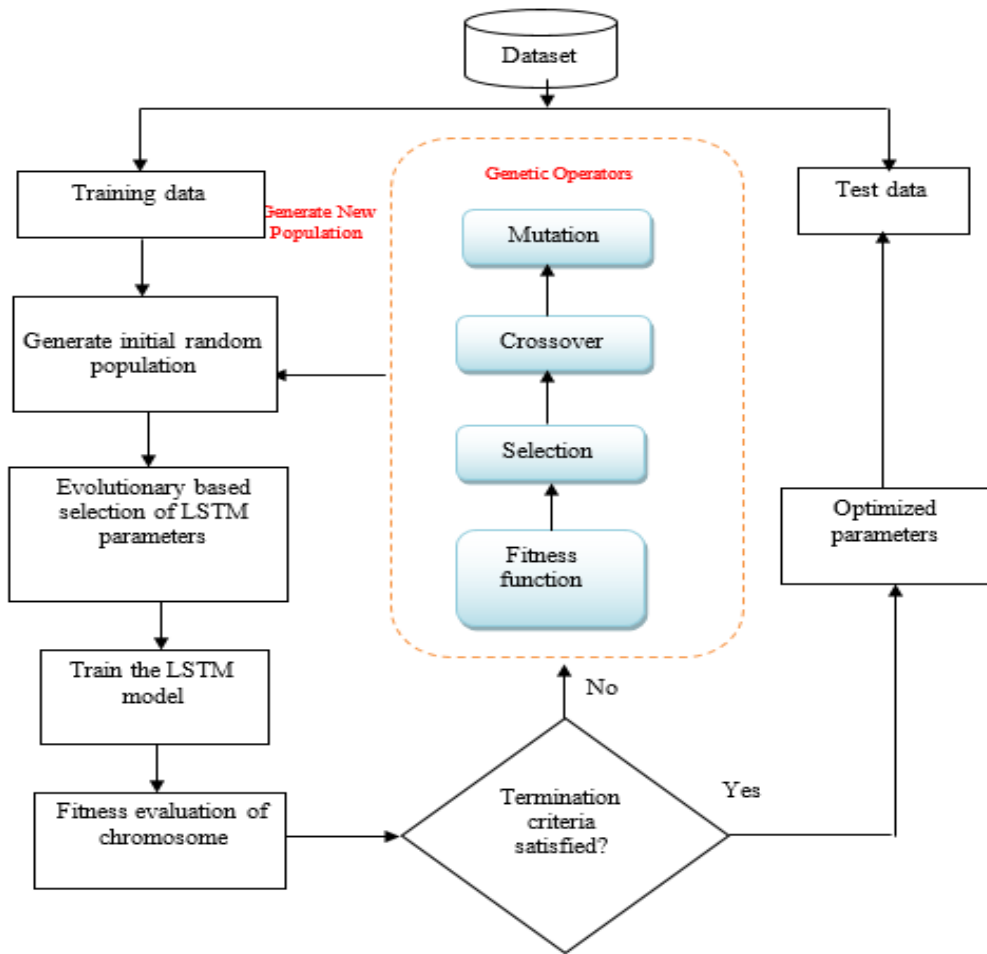 Dataset
Training data
Generate New
Population
Genetic Operators
Test data
Mutation
Generate initial random
population
Crossover
Selection
Evolutionary based
selection of LSTM
parameters
Optimized
parameters
Fitness
function
Train the LSTM
model
No
Yes
Fitness evaluation of
chromosome
Termination
criteria
satisfied?